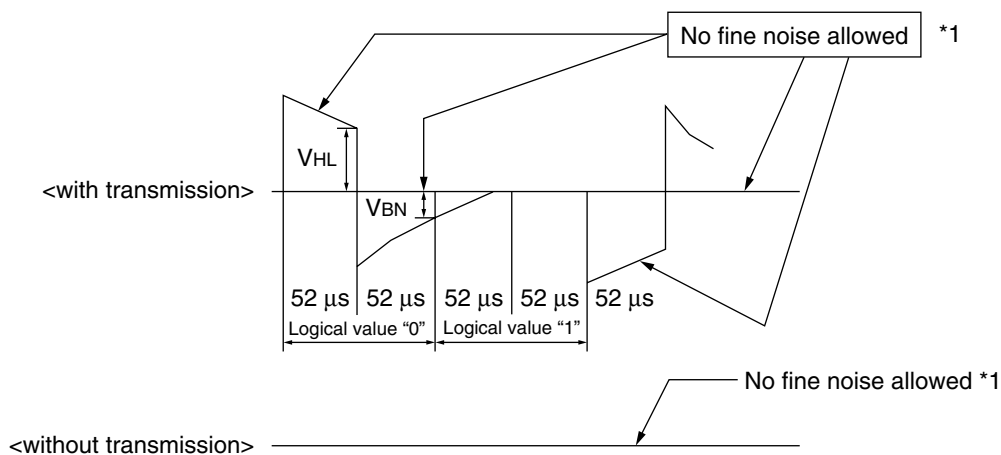 No fine noise allowed *1
VHL
<with transmission>
VBN
52 μs 52 μs 52 μs 52 μs 52 μs
Logical value “0” Logical value “1”
No fine noise allowed *1
<without transmission>